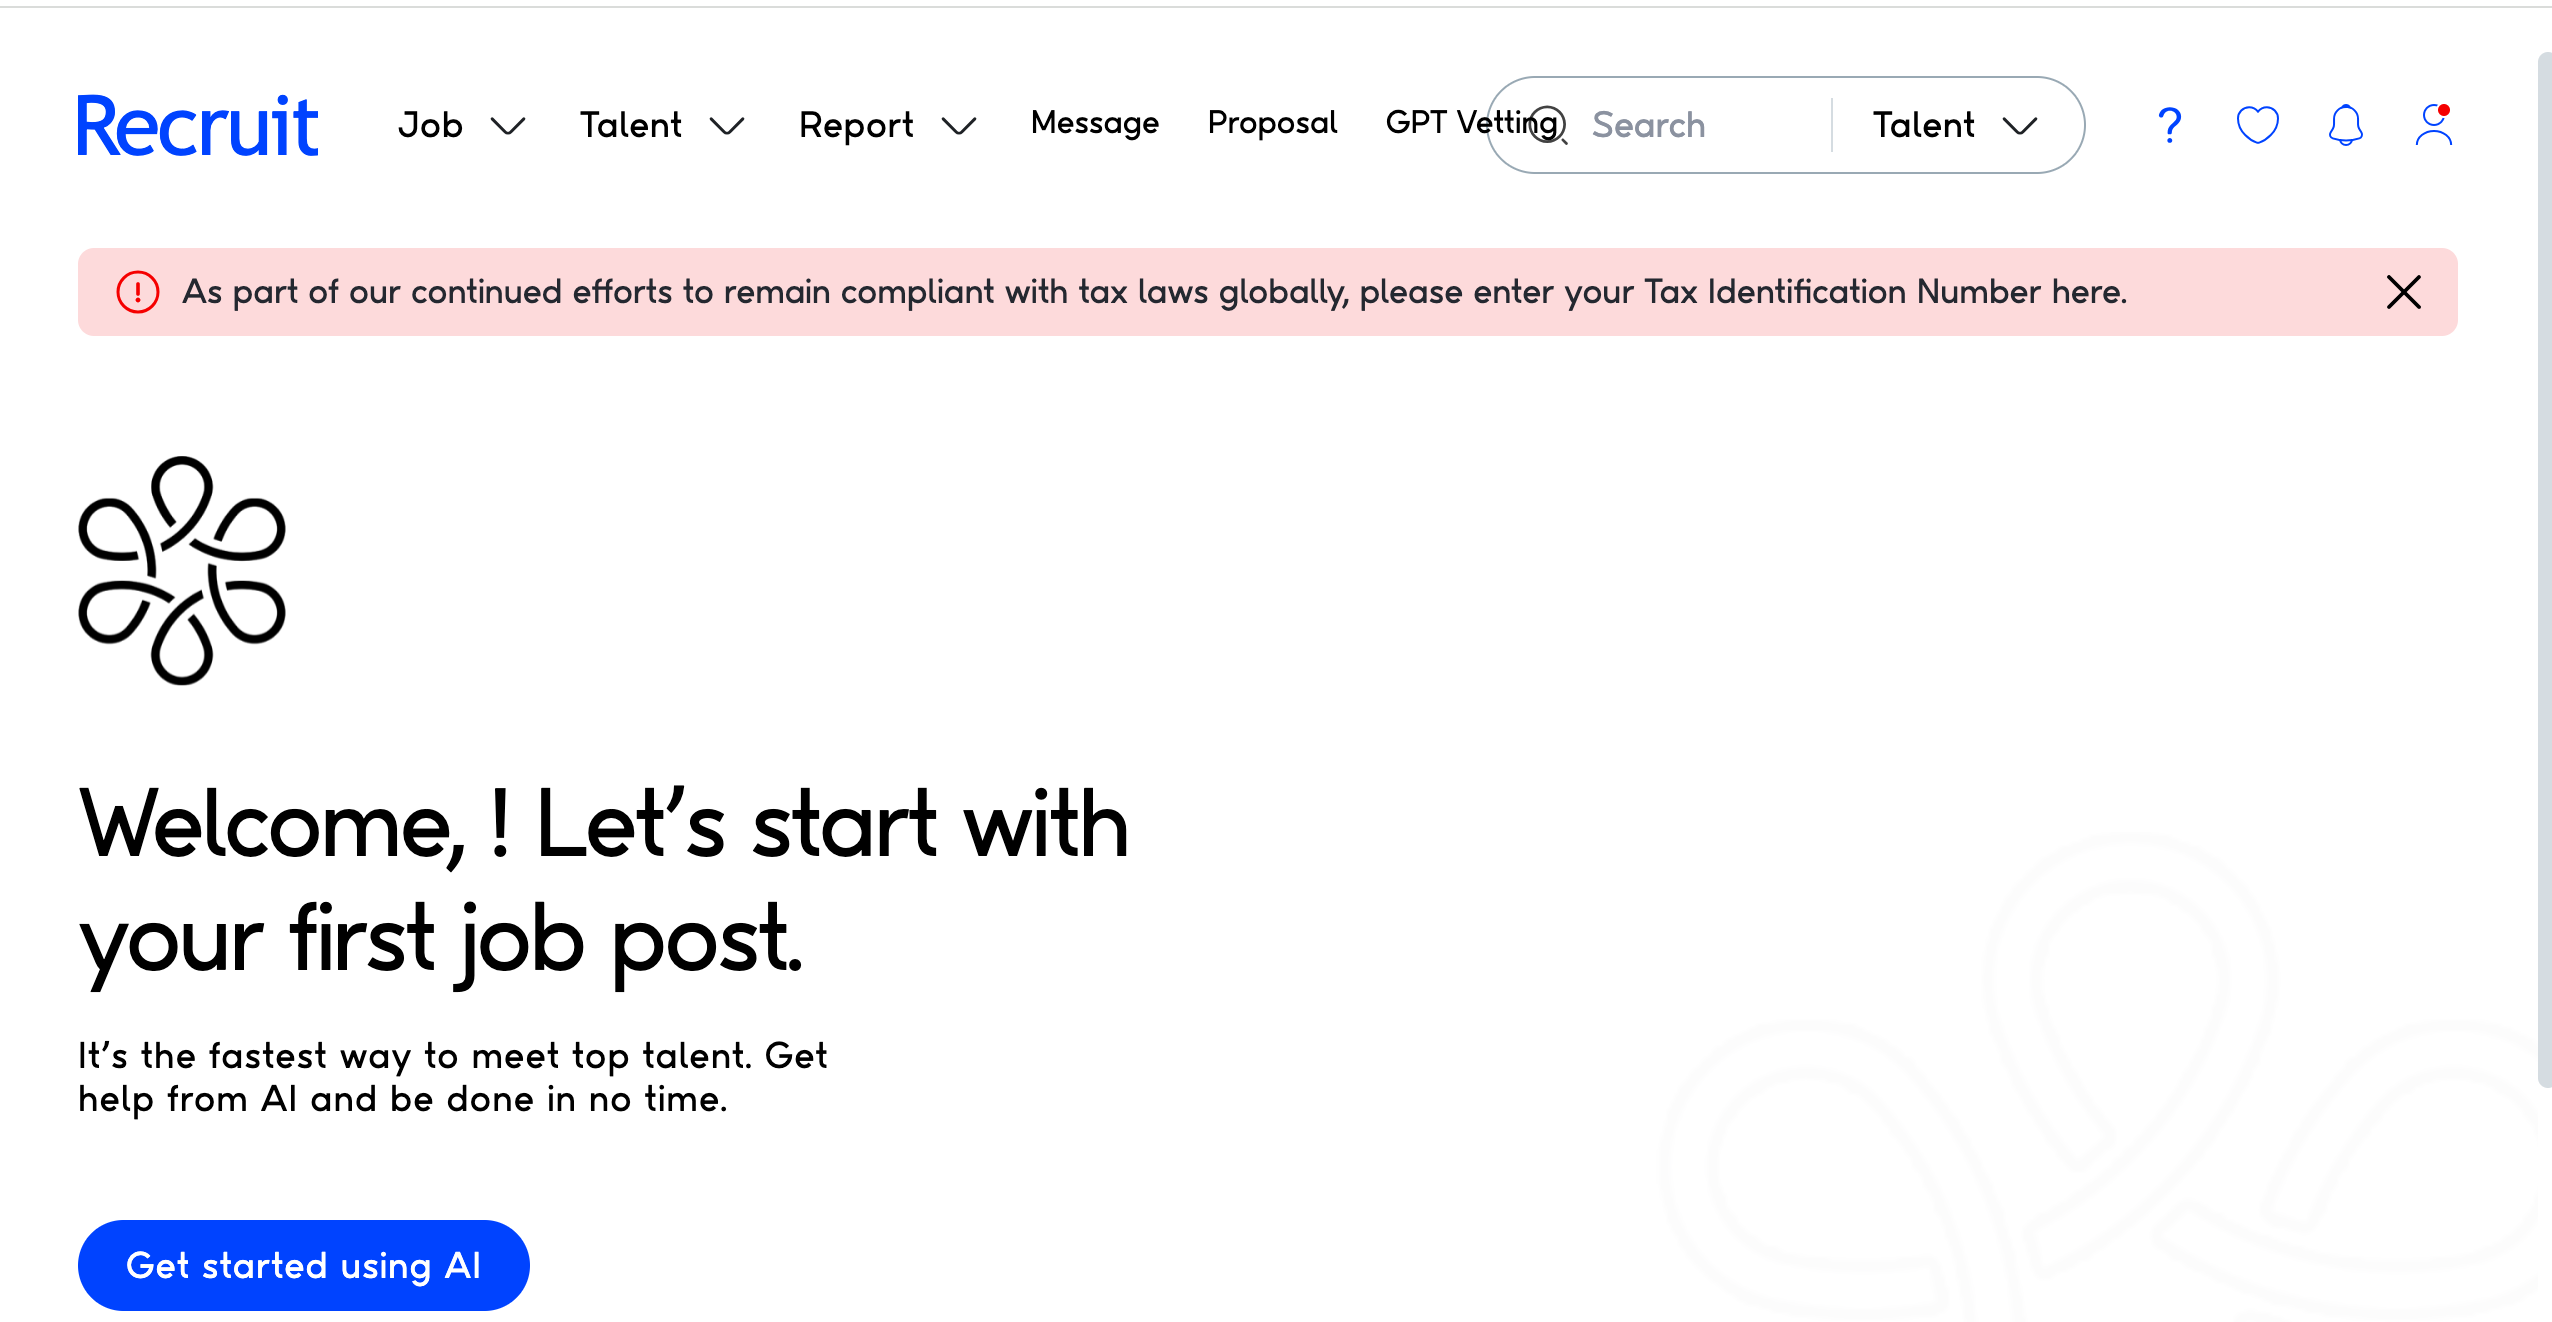 Recruit
Job
Talent
Report
Message
Proposal
GPT Vetting
Search
Talent
?
As part of our continued efforts to remain compliant with tax laws globally, please enter your Tax Identification Number here.
Welcome, ! Let’s start with
your first job post.
It’s the fastest way to meet top talent. Get
help from AI and be done in no time.
Get started using AI